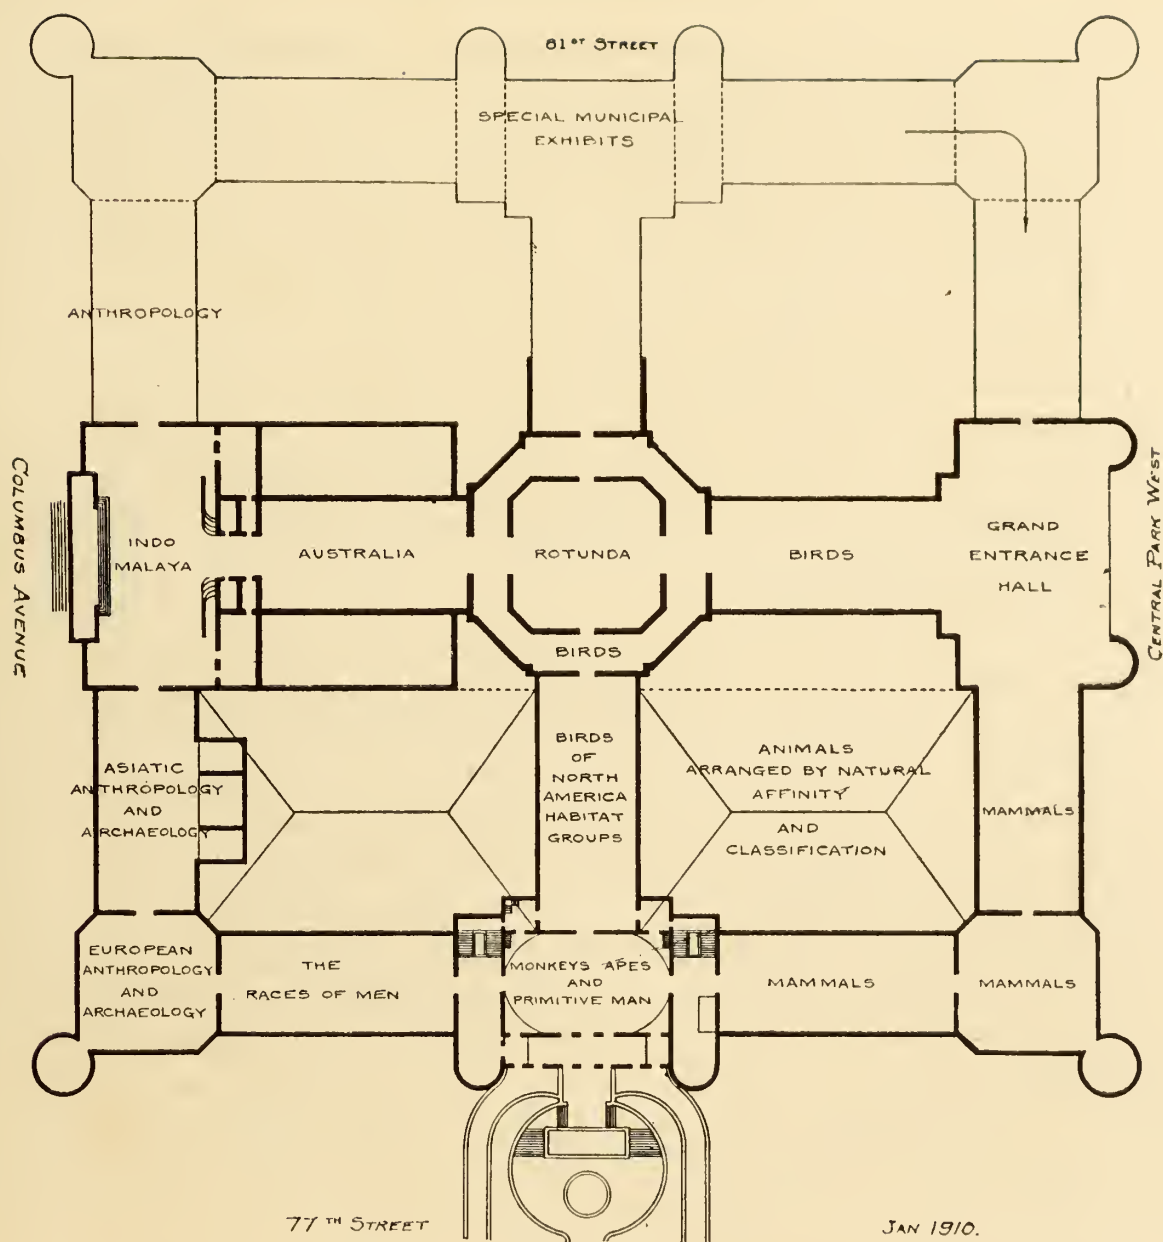 81ST STREET
SPECIAL MUNICIPAL
EXHIBITS
ANTHROPOLOGY
COLUMBUS AVENUE
INDO
MALAYA
AUSTRALIA
ROTUNDA
BIRDS
GRAND
ENTRANCE
HALL
CENTRAL PARK WEST
BIRDS
ASIATIC
ANTHROPOLOGY
AND
ARCHAEOLOGY
BIRDS
OF
NORTH
AMERICA
HABITAT
GROUPS
ANIMALS
ARRANGED BY NATURAL
AFFINITY
AND
CLASSIFICATION
MAMMALS
EUROPEAN
ANTHROPOLOGY
AND
ARCHAEOLOGY
THE
RACES OF MEN
MONKEYS APES
AND
PRIMITIVE MAN
MAMMALS
MAMMALS
77TH STREET
JAN 1910.